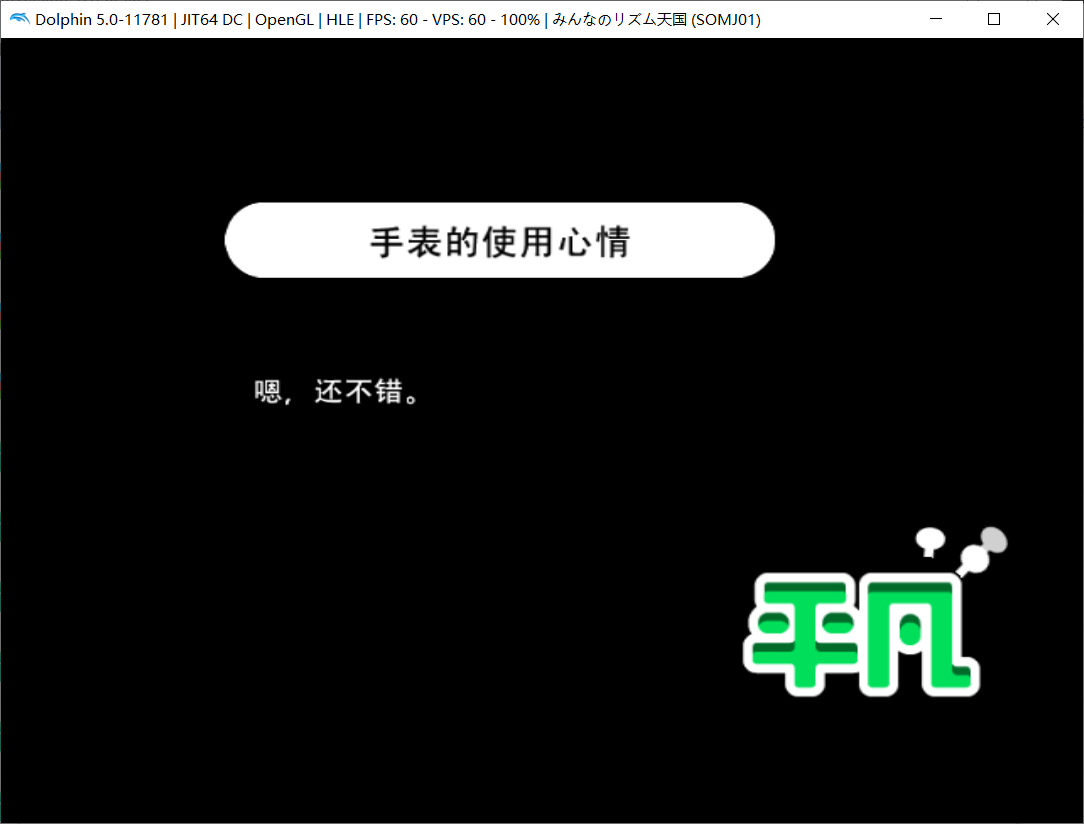 Dolphin 5.0-11781 | JIT64 DC | OpenGL | HLE | FPS: 60 - VPS: 60 - 100% | みんなのリズム天国 (SOMJ01)
手表的使用心情
嗯，还不错。
平凡